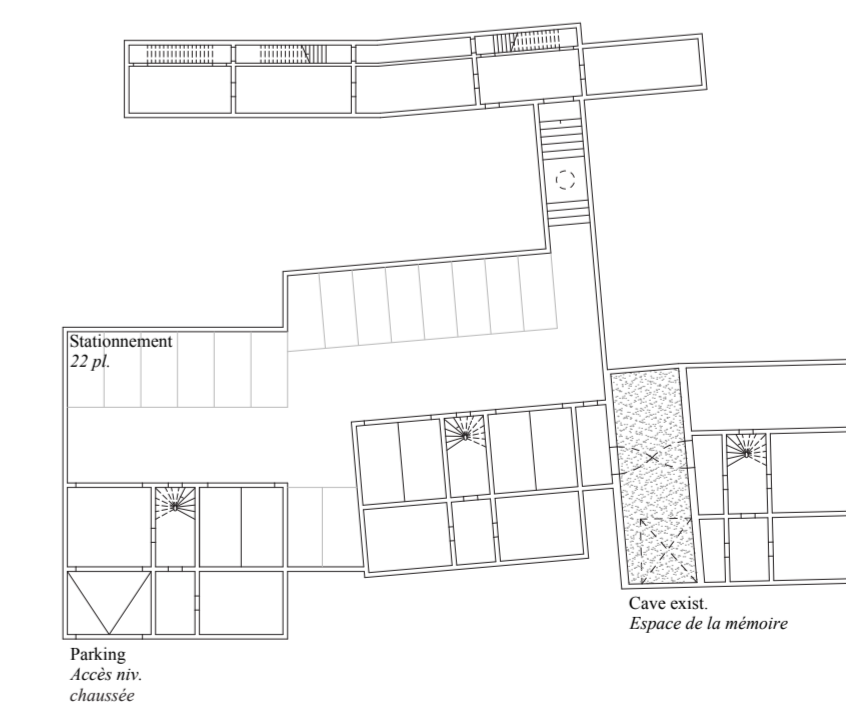 Stationnement
22 pl.
Cave exist.
Espace de la mémoire
Parking
Accès niv.
chaussée